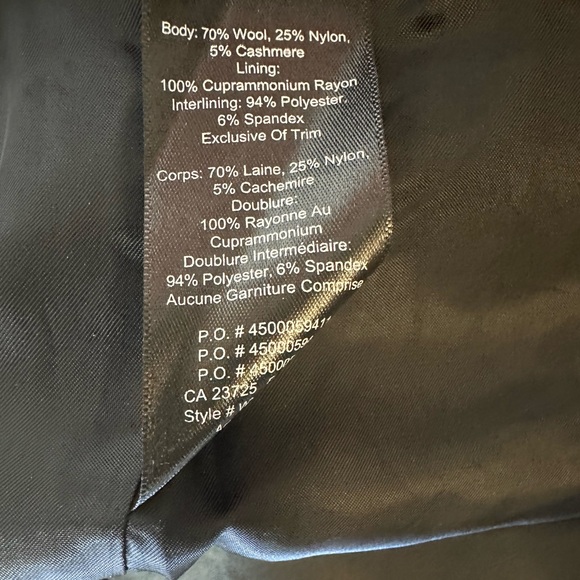 Body: 70% Wool, 25% Nylon,
5% Cashmere
Lining:
100% Cuprammonium Rayon
Interlining: 94% Polyester,
6% Spandex
Exclusive Of Trim
Corps: 70% Laine, 25% Nylon,
5% Cachemire
Doublure:
100% Rayonne Au
Cuprammonium
Doublure Intermédiaire:
94% Polyester, 6% Spandex
Aucune Garniture Comprise
P.O. #
P.O. #
P.O. #
CA 23725
Style #